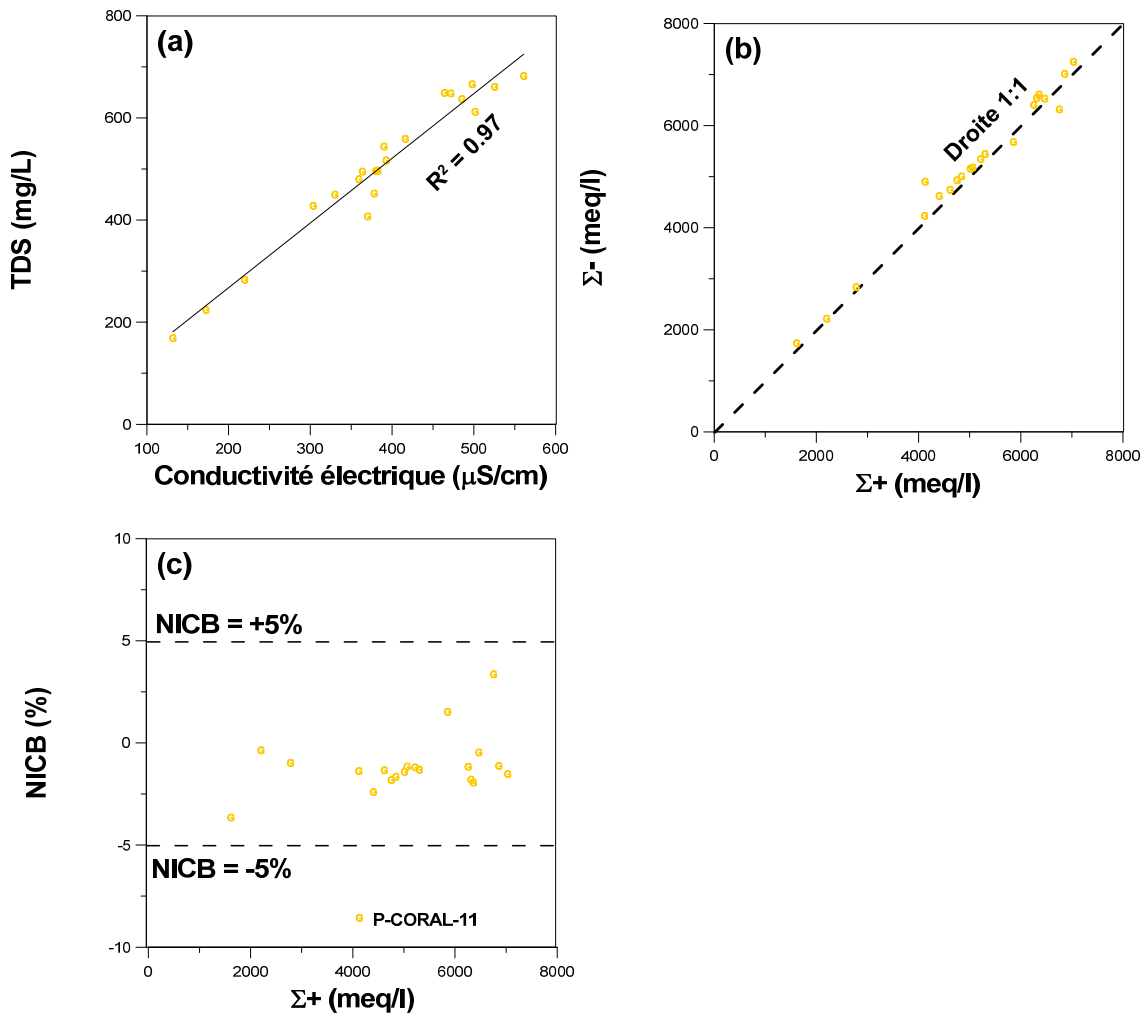 (a)
800
600
400
200
0
TDS (mg/L)
R² = 0.97
100 200 300 400 500 600
Conductivité électrique (μS/cm)
(b)
8000
6000
4000
2000
0
Σ- (meq/l)
Droite 1:1
0 2000 4000 6000 8000
Σ+ (meq/l)
(c)
10
5
0
-5
-10
NICB (%)
NICB = +5%
NICB = -5%
P-CORAL-11
0 2000 4000 6000 8000
Σ+ (meq/l)